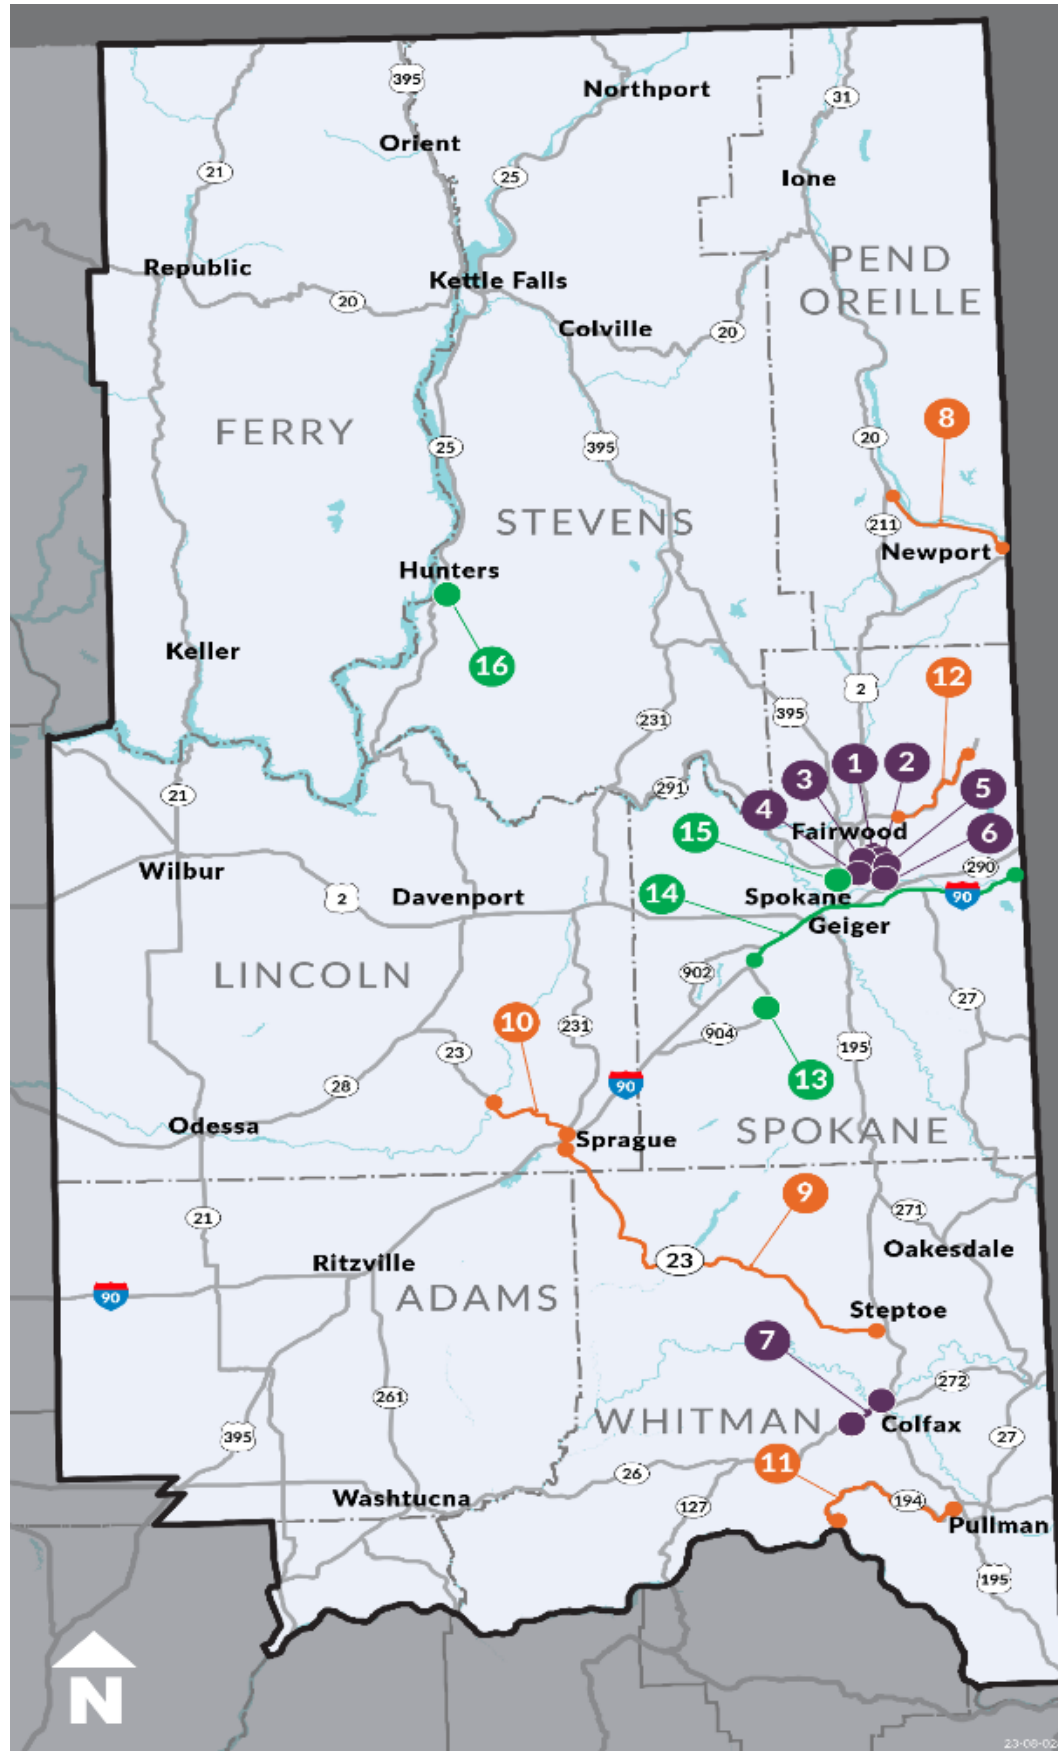 395
Northport
31
Orient
21
25
Ione
Republic
Kettle Falls
PEND
OREILLE
20
Colville
20
FERRY
8
25
395
20
STEVENS
211
Newport
Hunters
Keller
16
12
2
395
231
1
2
3
5
291
21
4
15
Fairwood
6
Wilbur
290
14
2
Davenport
Spokane
90
Geiger
902
LINCOLN
27
10
231
904
195
23
13
28
90
Odessa
Sprague
SPOKANE
9
21
271
Oakesdale
23
Ritzville
90
ADAMS
Steptoe
7
272
261
WHITMAN
Colfax
395
27
11
26
Washtucna
127
194
Pullman
195
N
23-08-02